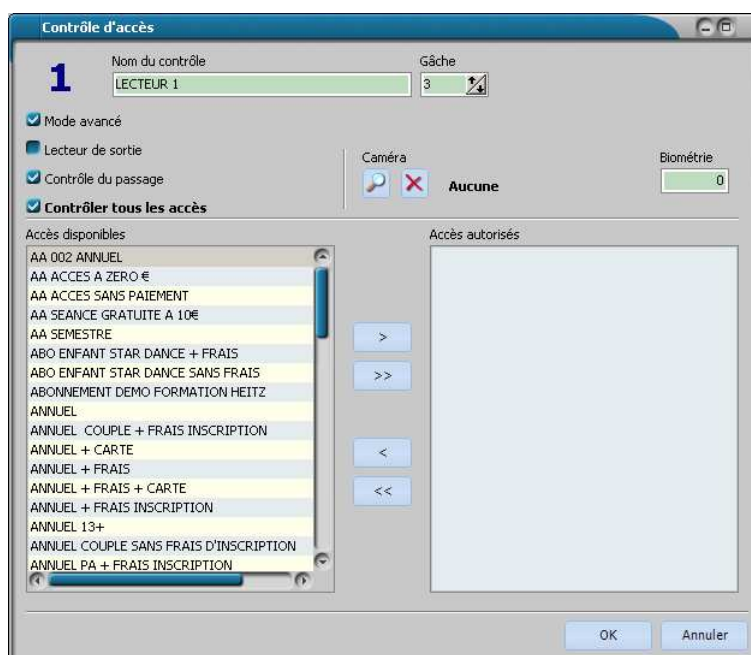 Contrôle d'accès
1
Nom du contrôle
Gâche
LECTEUR 1
3
Mode avancé
Lecteur de sortie
Contrôle du passage
Contrôler tous les accès
Caméra
Aucune
Biométrie
0
Accès disponibles
Accès autorisés
AA 002 ANNUEL
AA ACCES A ZERO €
AA ACCES SANS PAIEMENT
AA SEANCE GRATUITE A 10€
AA SEMESTRE
ABO ENFANT STAR DANCE + FRAIS
ABO ENFANT STAR DANCE SANS FRAIS
ABONNEMENT DEMO FORMATION HEITZ
ANNUEL
ANNUEL  COUPLE + FRAIS INSCRIPTION
ANNUEL + CARTE
ANNUEL + FRAIS
ANNUEL + FRAIS + CARTE
ANNUEL + FRAIS INSCRIPTION
ANNUEL 13+
ANNUEL COUPLE SANS FRAIS D'INSCRIPTION
ANNUEL PA + FRAIS INSCRIPTION
>
>>
<
<<
OK
Annuler